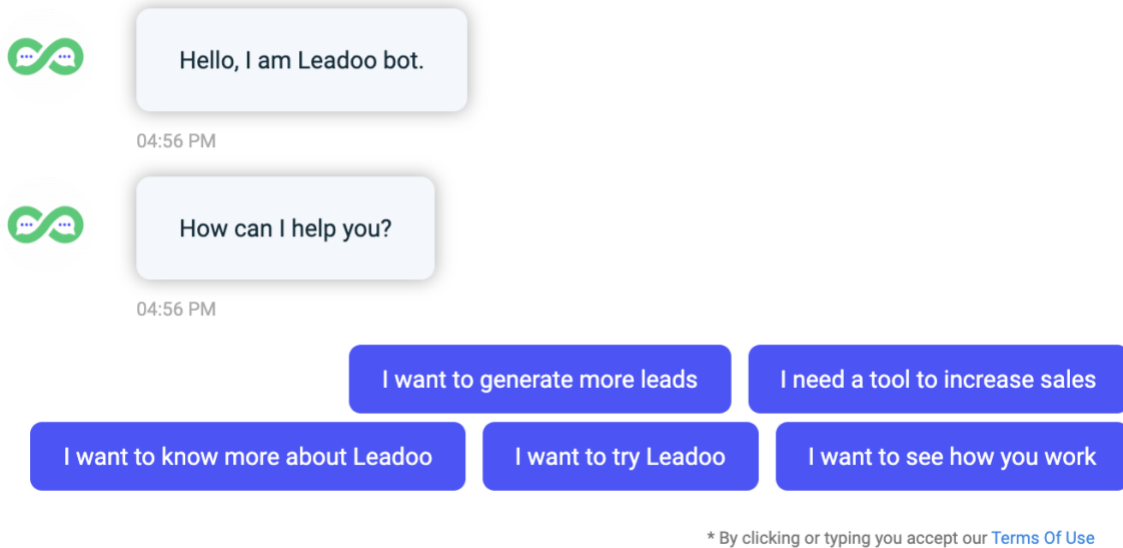 Hello, I am Leadoo bot.
04:56 PM
How can I help you?
04:56 PM
I want to generate more leads
I need a tool to increase sales
I want to know more about Leadoo
I want to try Leadoo
I want to see how you work
* By clicking or typing you accept our Terms Of Use